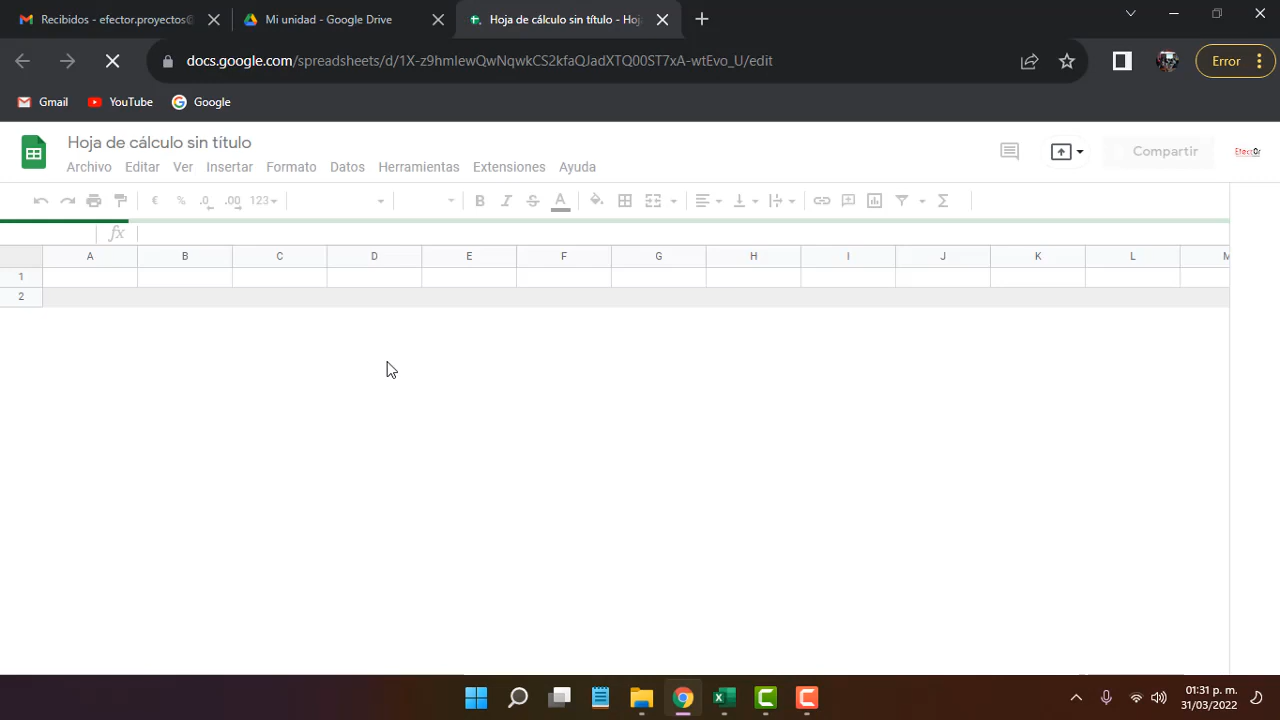 Recibidos - efector.proyectos@
Mi unidad - Google Drive
Hoja de cálculo sin título - Hoj
docs.google.com/spreadsheets/d/1X-z9hmIewQwNqwkCS2kfaQJadXTQ00ST7xA-wtEvo_U/edit
Error
Gmail
YouTube
Google
Hoja de cálculo sin título
Archivo Editar Ver Insertar Formato Datos Herramientas Extensiones Ayuda
Compartir
EfectOr
€ % .0 .00 123 B I S A Σ
fx
A B C D E F G H I J K L M
1
2
01:31 p. m.
31/03/2022